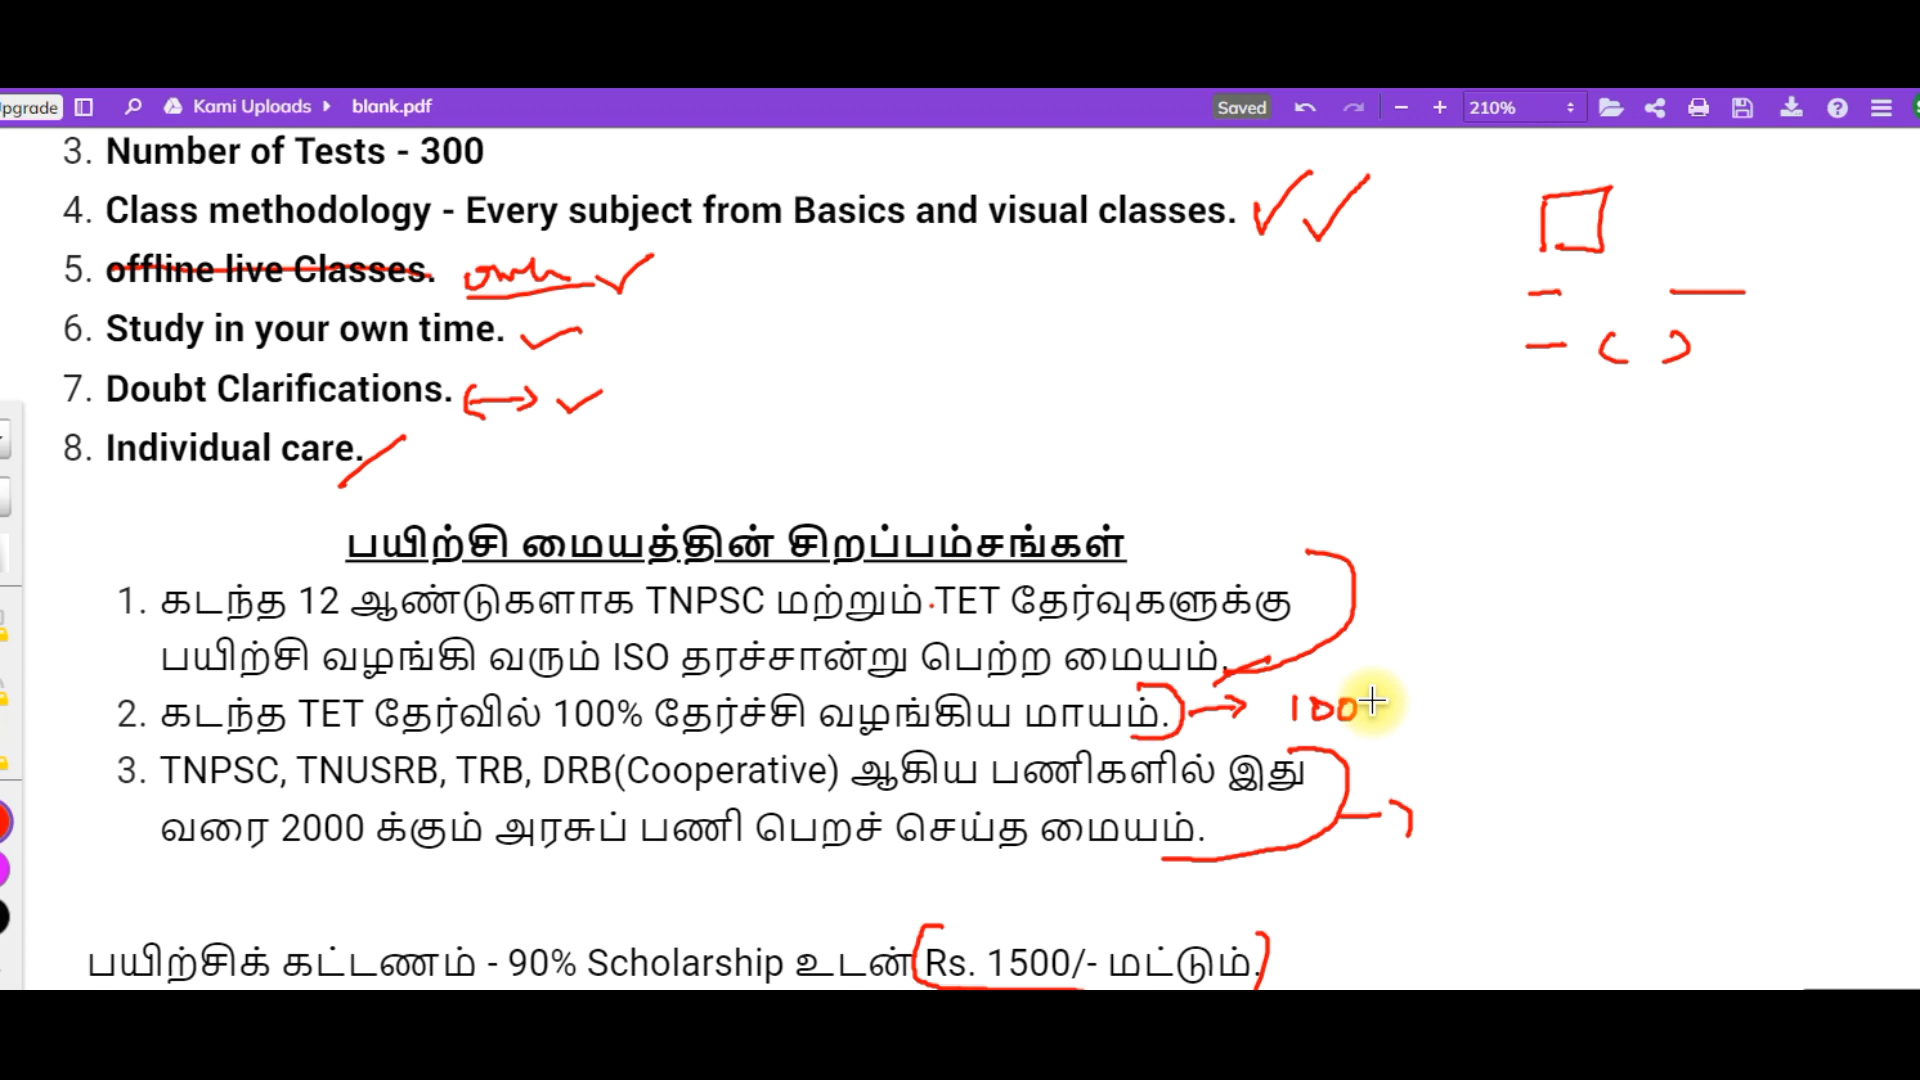 Upgrade Kami Uploads blank.pdf Saved 210%
3. Number of Tests - 300
4. Class methodology - Every subject from Basics and visual classes.
5. offline live Classes.
6. Study in your own time.
7. Doubt Clarifications.
8. Individual care.
பயிற்சி மையத்தின் சிறப்பம்சங்கள்
1. கடந்த 12 ஆண்டுகளாக TNPSC மற்றும் TET தேர்வுகளுக்கு
பயிற்சி வழங்கி வரும் ISO தரச்சான்று பெற்ற மையம்.
2. கடந்த TET தேர்வில் 100% தேர்ச்சி வழங்கிய மாயம். 100
3. TNPSC, TNUSRB, TRB, DRB(Cooperative) ஆகிய பணிகளில் இது
வரை 2000 க்கும் அரசுப் பணி பெறச் செய்த மையம்.
பயிற்சிக் கட்டணம் - 90% Scholarship உடன் Rs. 1500/- மட்டும்.